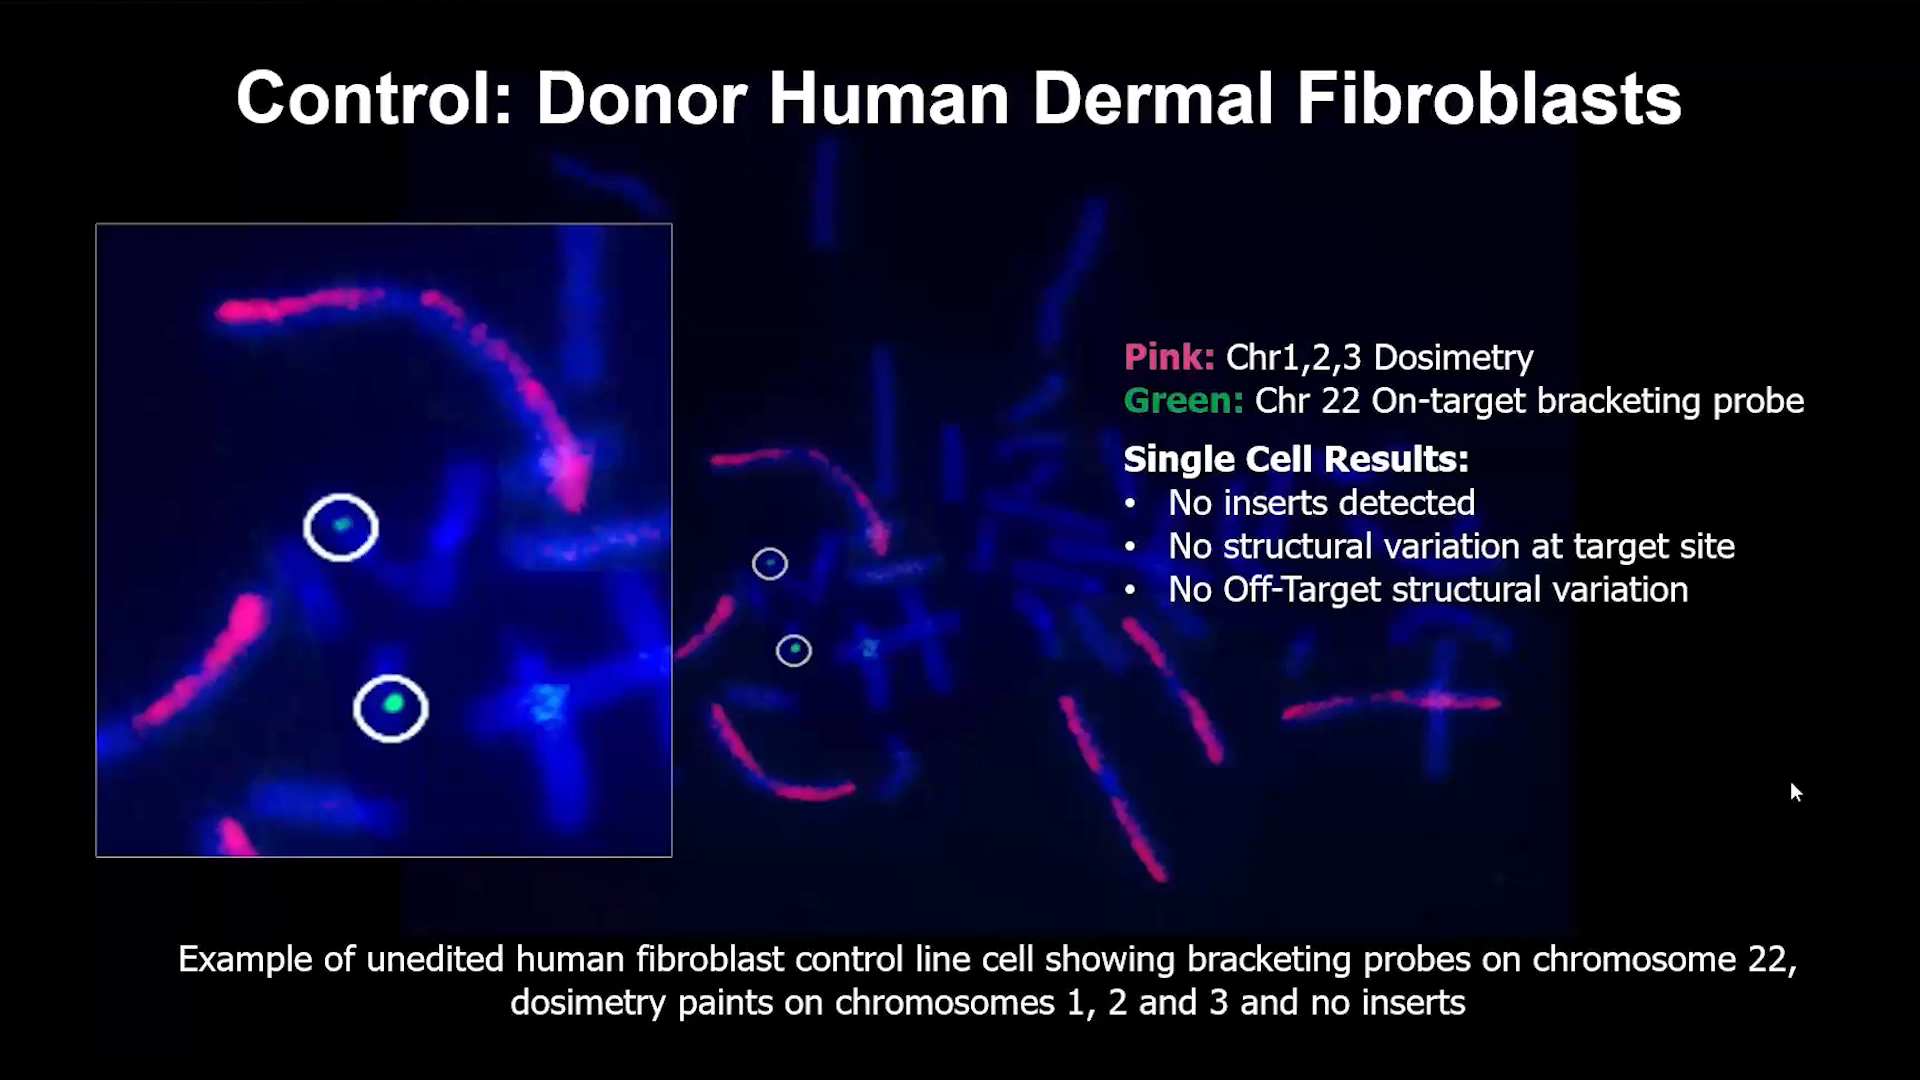 Control: Donor Human Dermal Fibroblasts
Pink: Chr1,2,3 Dosimetry
Green: Chr 22 On-target bracketing probe
Single Cell Results:
• No inserts detected
• No structural variation at target site
• No Off-Target structural variation
Example of unedited human fibroblast control line cell showing bracketing probes on chromosome 22,
dosimetry paints on chromosomes 1, 2 and 3 and no inserts